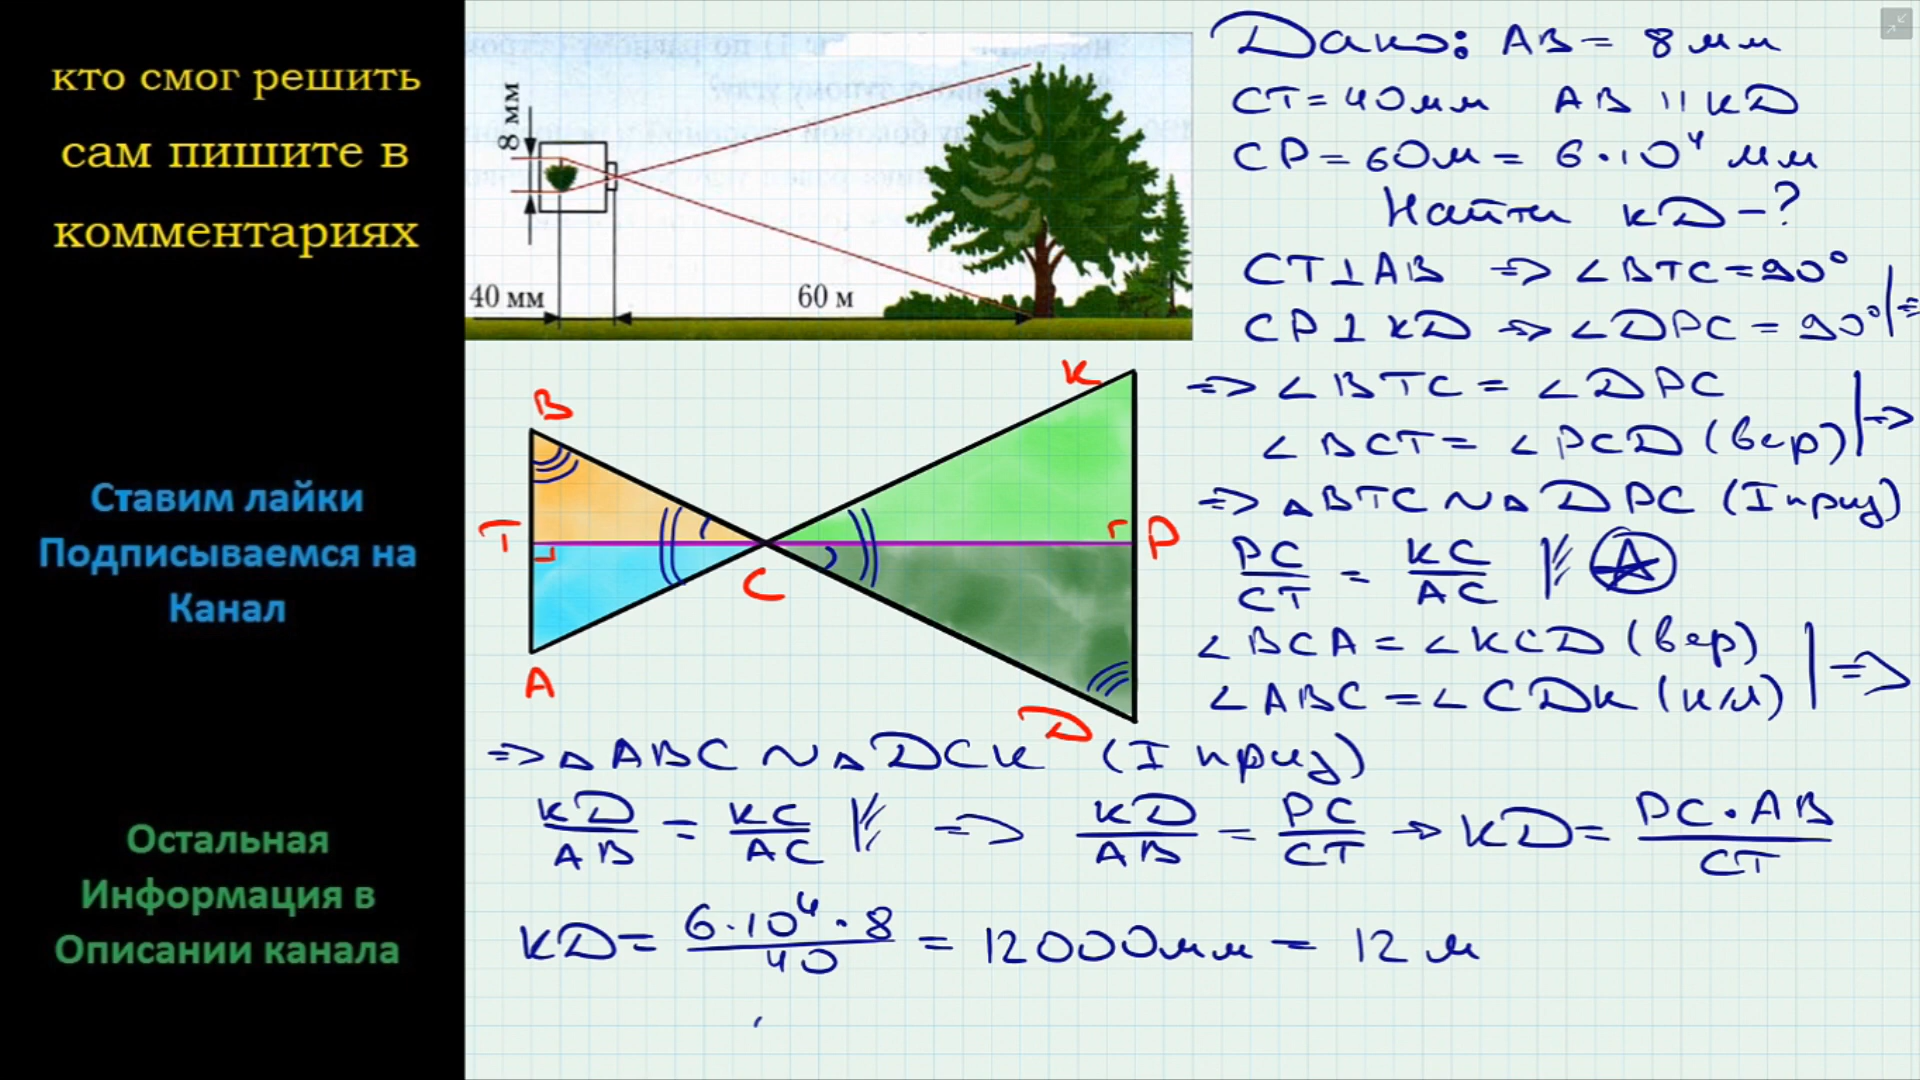 кто смог решить
сам пишите в
комментариях
Ставим лайки
Подписываемся на
Канал
Остальная
Информация в
Описании канала
8 мм
40 мм
60 м
B
T
A
C
K
P
D
Дано: AB = 8 мм
CT = 40 мм AB || KD
CP = 60 м = 6·10⁴ мм
Найти KD - ?
CT ⊥ AB => ∠BTC = 90°
CP ⊥ KD => ∠DPC = 90° | =>
=> ∠BTC = ∠DPC
∠BCT = ∠PCD (вер) | =>
=> △BTC ~ △DPC (I приз)
PC/CT = KC/AC A
∠BCA = ∠KCD (вер)
∠ABC = ∠CDK (н/л) | =>
=> △ABC ~ △DCK (I приз)
KD/AB = KC/AC => KD/AB = PC/CT => KD = PC·AB/CT
KD = 6·10⁴·8/40 = 12000 мм = 12 м